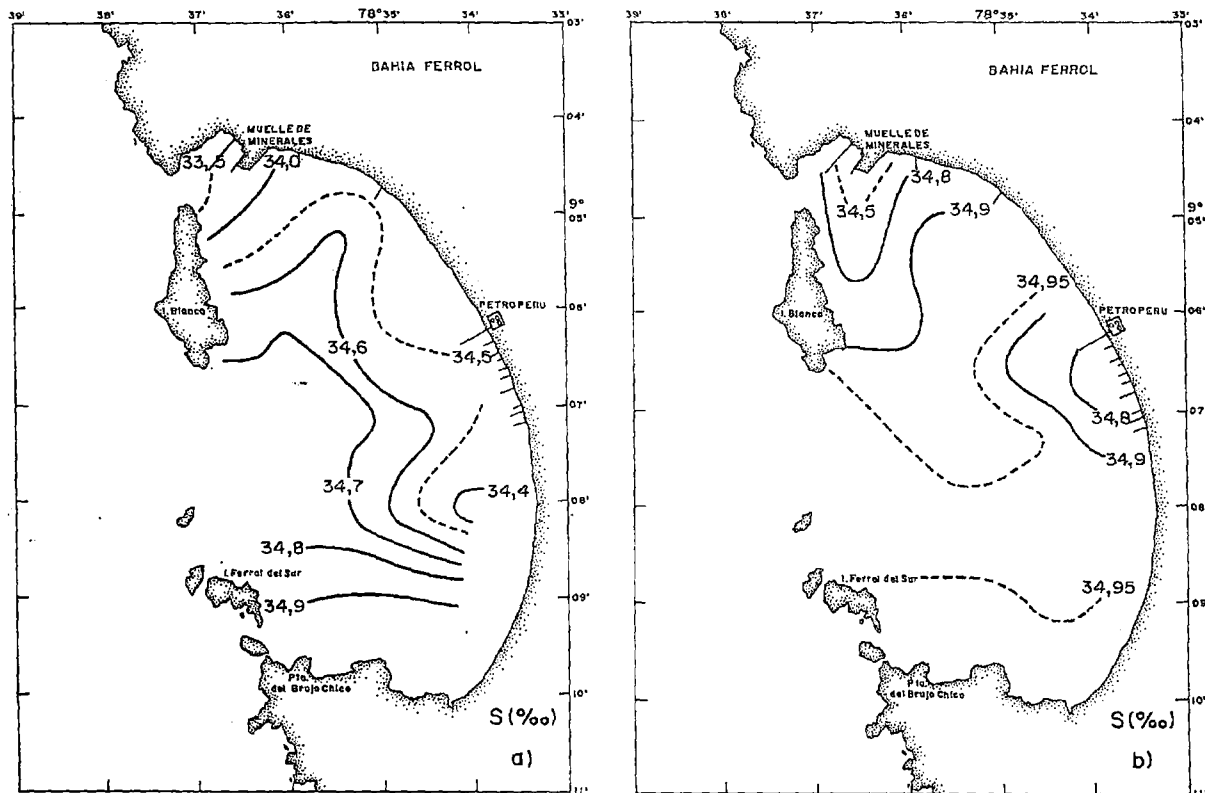 39' 38' 37' 36' 78°35' 34' 33'
03'
BAHIA FERROL
04'
MUELLE DE
MINERALES
33,5 34,0
9°
05'
I. Blanca
06'
PETROPERU
34,6
34,5
07'
34,7
34,4
08'
34,8
I. Ferrol del Sur
34,9
09'
Pta.
del Brujo Chico
10'
S(‰)
a)
11'
39' 38' 37' 36' 78°35' 34' 33'
03'
BAHIA FERROL
04'
MUELLE DE
MINERALES
34,8
34,5
34,9
9°
05'
34,95
I. Blanca
06'
PETROPERU
34,8
07'
34,9
08'
I. Ferrol del Sur
34,95
09'
Pta.
del Brujo Chico
10'
S(‰)
b)
11'